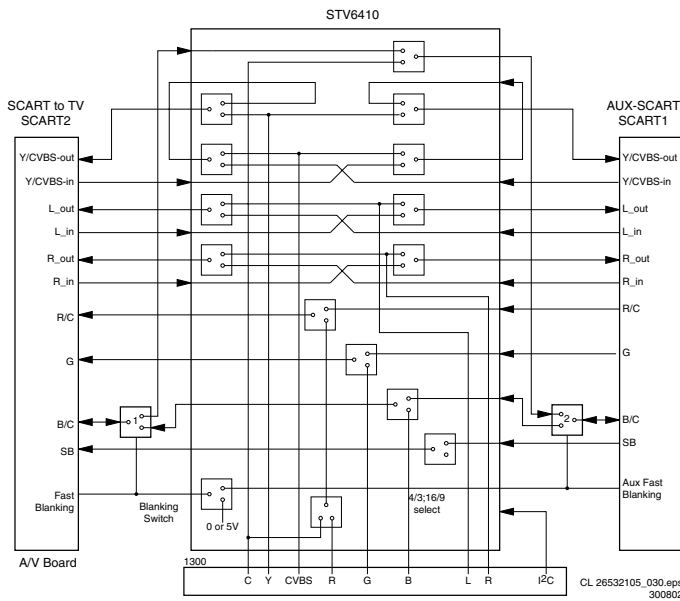 STV6410
SCART to TV
SCART2
AUX-SCART
SCART1
Y/CVBS-out
Y/CVBS-out
Y/CVBS-in
Y/CVBS-in
L_out
L_out
L_in
L_in
R_out
R_out
R_in
R_in
R/C
R/C
G
G
B/C
1
2
B/C
SB
SB
Fast
Blanking
Blanking
Switch
0 or 5V
4/3;16/9
select
Aux Fast
Blanking
A/V Board
1300
C Y CVBS R G B L R I2C
CL 26532105_030.eps
300802